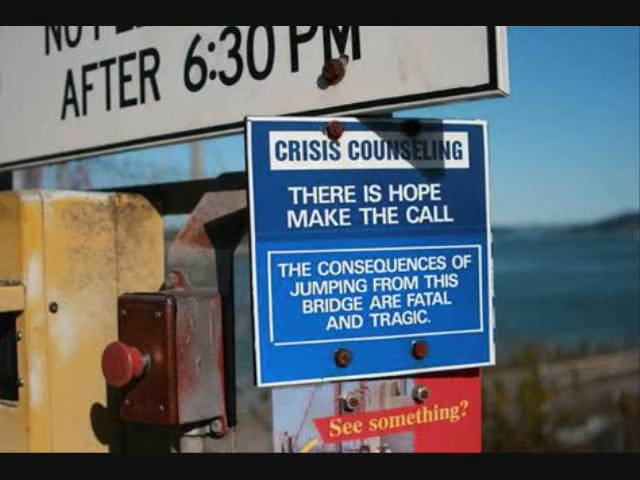 AFTER 6:30 PM
CRISIS COUNSELING
THERE IS HOPE
MAKE THE CALL
THE CONSEQUENCES OF
JUMPING FROM THIS
BRIDGE ARE FATAL
AND TRAGIC.
See something?